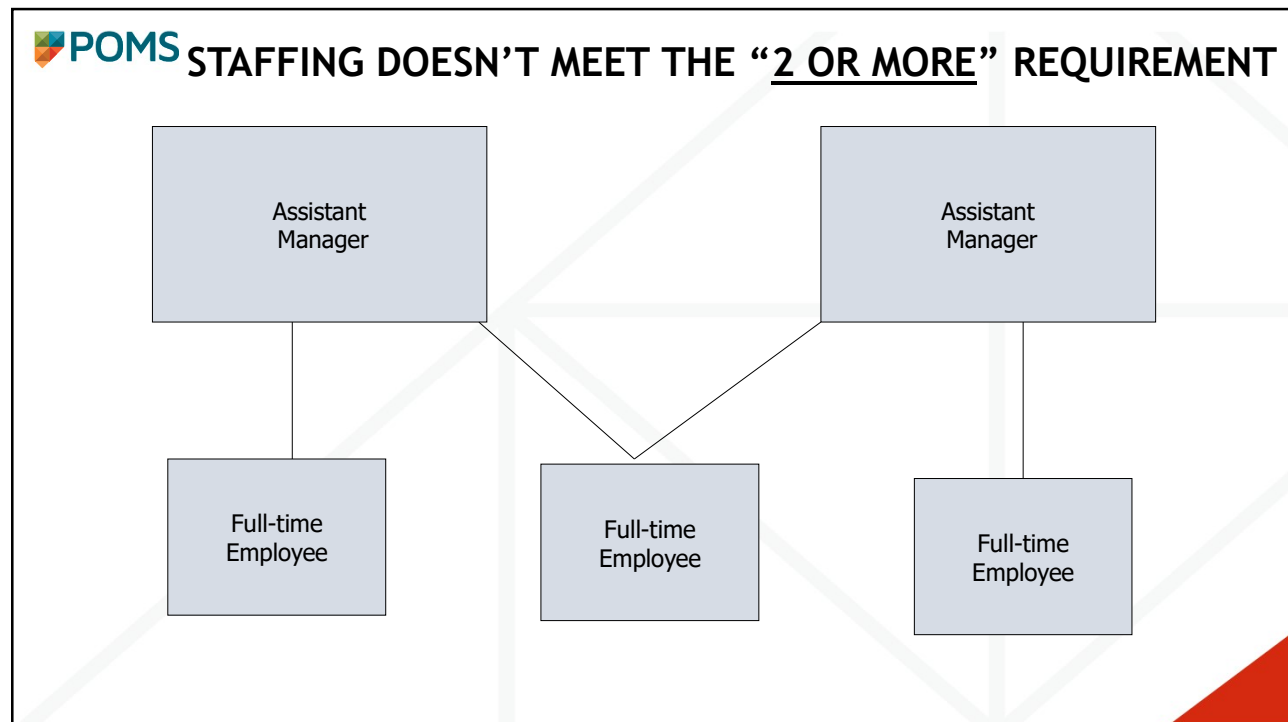 POMS
STAFFING DOESN’T MEET THE “2 OR MORE” REQUIREMENT
Assistant
Manager
Assistant
Manager
Full-time
Employee
Full-time
Employee
Full-time
Employee